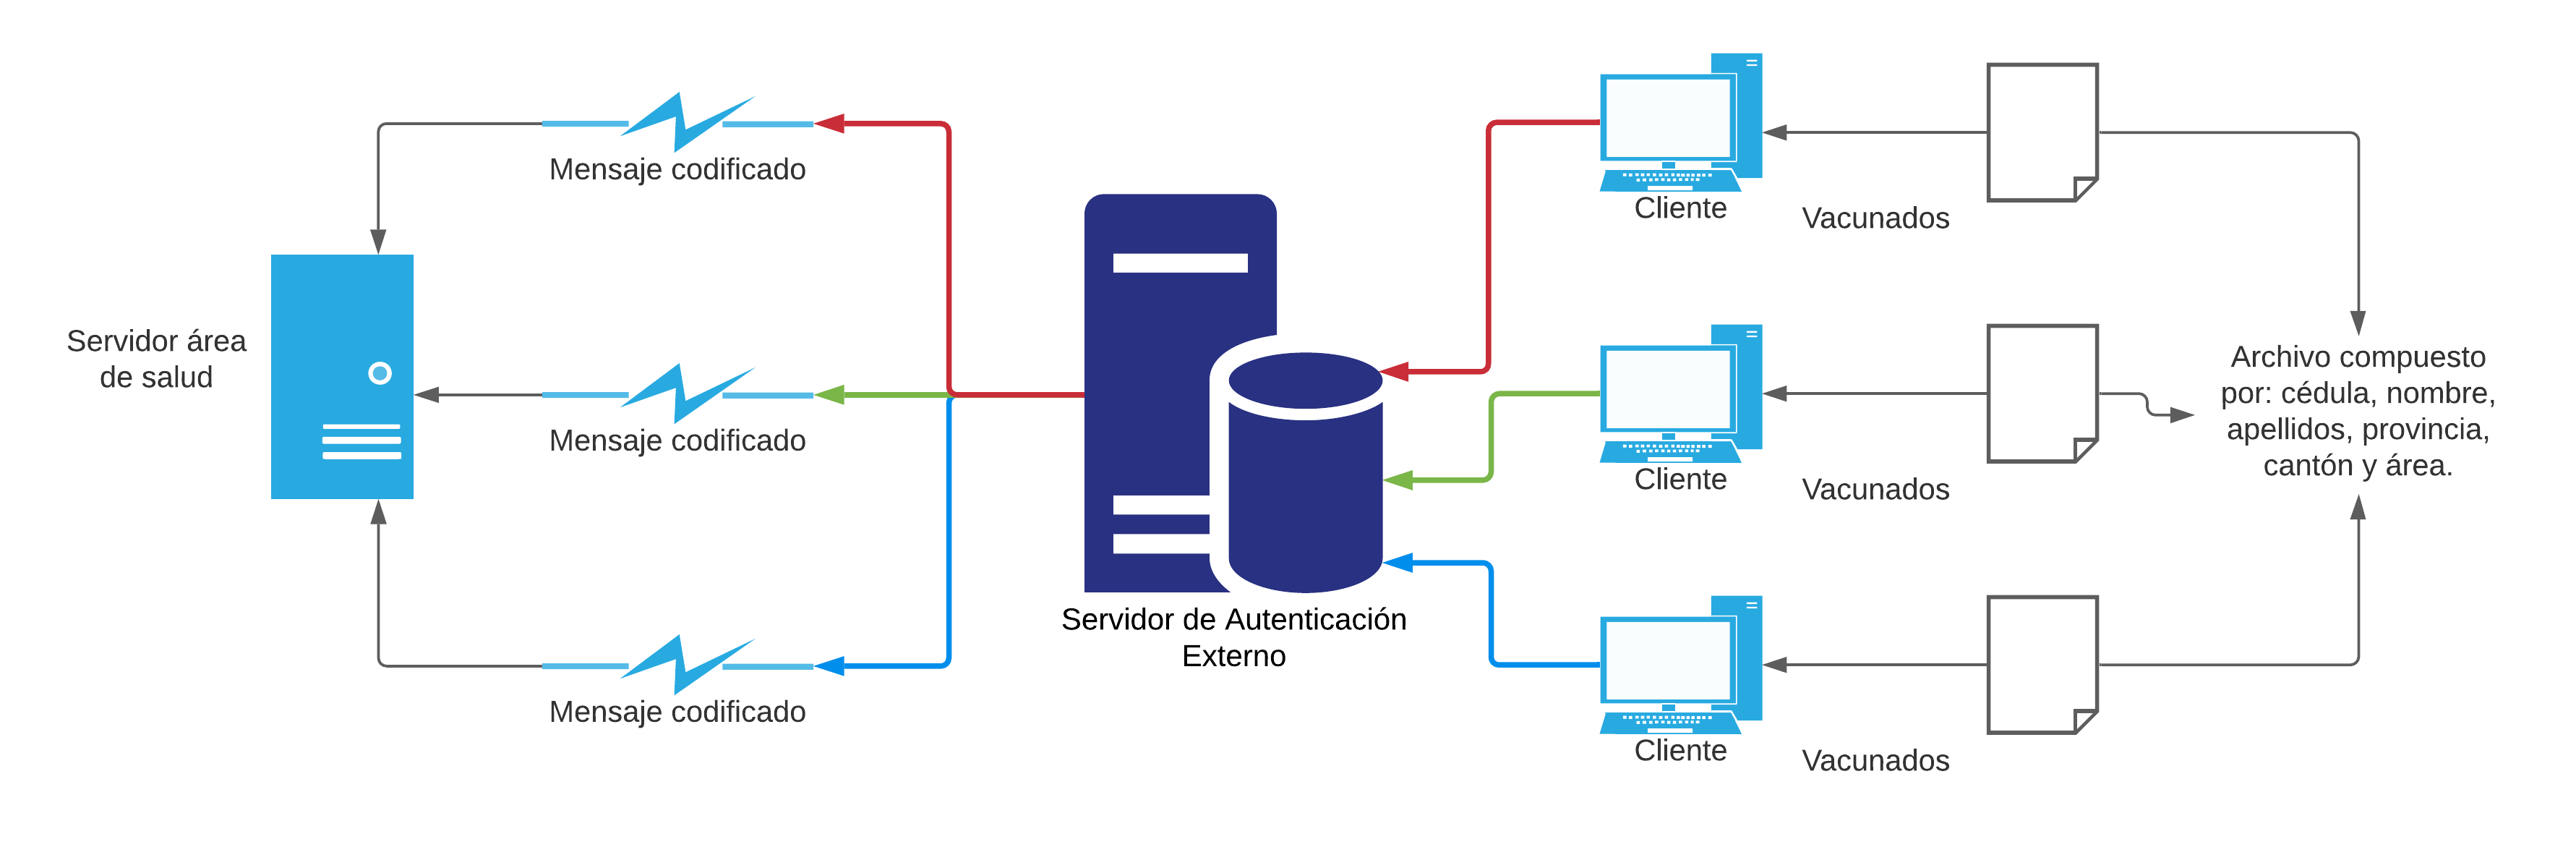 Servidor área
de salud
Mensaje codificado
Mensaje codificado
Mensaje codificado
Servidor de Autenticación
Externo
Cliente
Vacunados
Cliente
Vacunados
Cliente
Vacunados
Archivo compuesto
por: cédula, nombre,
apellidos, provincia,
cantón y área.